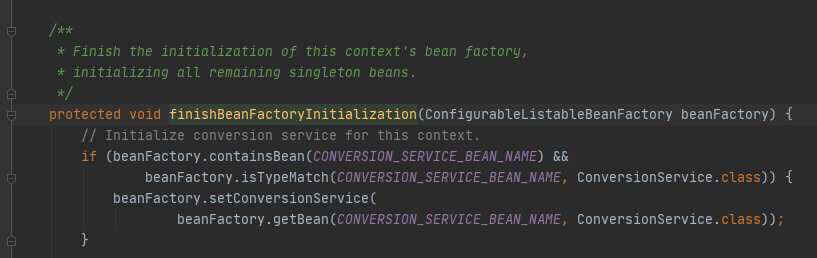 /**
 * Finish the initialization of this context's bean factory,
 * initializing all remaining singleton beans.
 */
protected void finishBeanFactoryInitialization(ConfigurableListableBeanFactory beanFactory) {
    // Initialize conversion service for this context.
    if (beanFactory.containsBean(CONVERSION_SERVICE_BEAN_NAME) &&
            beanFactory.isTypeMatch(CONVERSION_SERVICE_BEAN_NAME, ConversionService.class)) {
        beanFactory.setConversionService(
                beanFactory.getBean(CONVERSION_SERVICE_BEAN_NAME, ConversionService.class));
    }